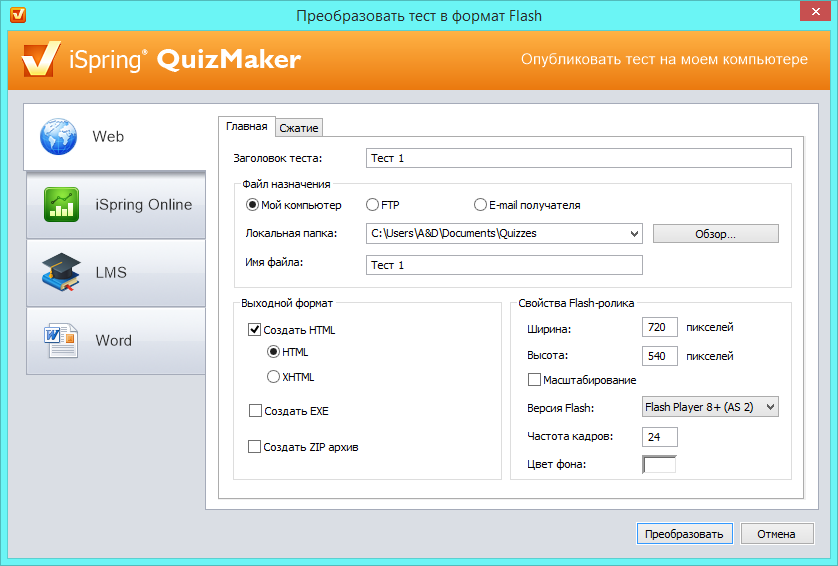 Преобразовать тест в формат Flash
iSpring® QuizMaker
Опубликовать тест на моем компьютере
Web
iSpring Online
LMS
Word
Главная
Сжатие
Заголовок теста:
Тест 1
Файл назначения
Мой компьютер
FTP
E-mail получателя
Локальная папка:
C:\Users\A&D\Documents\Quizzes
Обзор...
Имя файла:
Тест 1
Выходной формат
Создать HTML
HTML
XHTML
Создать EXE
Создать ZIP архив
Свойства Flash-ролика
Ширина:
720
пикселей
Высота:
540
пикселей
Масштабирование
Версия Flash:
Flash Player 8+ (AS 2)
Частота кадров:
24
Цвет фона:
Преобразовать
Отмена